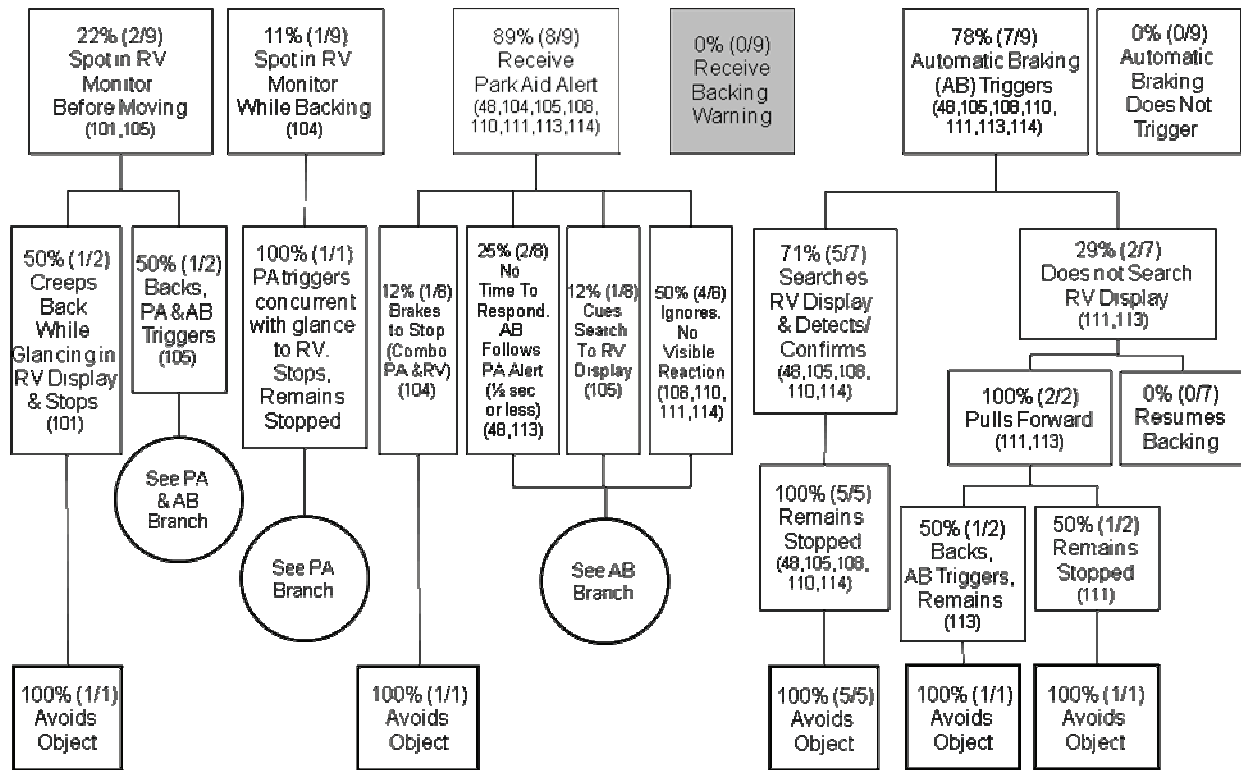 22% (2/9)
Spot in RV
Monitor
Before Moving
(101,105)
11% (1/9)
Spot in RV
Monitor
While Backing
(104)
89% (8/9)
Receive
Park Aid Alert
(48,104,105,108,
110,111,113,114)
0% (0/9)
Receive
Backing
Warning
78% (7/9)
Automatic Braking
(AB) Triggers
(48,105,108,110,
111,113,114)
0% (0/9)
Automatic
Braking
Does Not
Trigger
50% (1/2)
Creeps
Back
While
Glancing in
RV Display
& Stops
(101)
50% (1/2)
Backs,
PA & AB
Triggers
(105)
100% (1/1)
PA triggers
concurrent
with glance
to RV.
Stops,
Remains
Stopped
12% (1/8)
Brakes
to Stop
(Combo
PA & RV)
(104)
25% (2/8)
No
Time To
Respond.
AB
Follows
PA Alert
(½ sec
or less)
(48,113)
12% (1/8)
Cues
Search
To RV
Display
(105)
50% (4/8)
Ignores.
No
Visible
Reaction
(108,110,
111,114)
71% (5/7)
Searches
RV Display
& Detects/
Confirms
(48,105,108,
110,114)
29% (2/7)
Does not Search
RV Display
(111,113)
100% (2/2)
Pulls Forward
(111,113)
0% (0/7)
Resumes
Backing
See PA
& AB
Branch
See PA
Branch
See AB
Branch
100% (5/5)
Remains
Stopped
(48,105,108,
110,114)
50% (1/2)
Backs,
AB Triggers,
Remains
(113)
50% (1/2)
Remains
Stopped
(111)
100% (1/1)
Avoids
Object
100% (1/1)
Avoids
Object
100% (5/5)
Avoids
Object
100% (1/1)
Avoids
Object
100% (1/1)
Avoids
Object